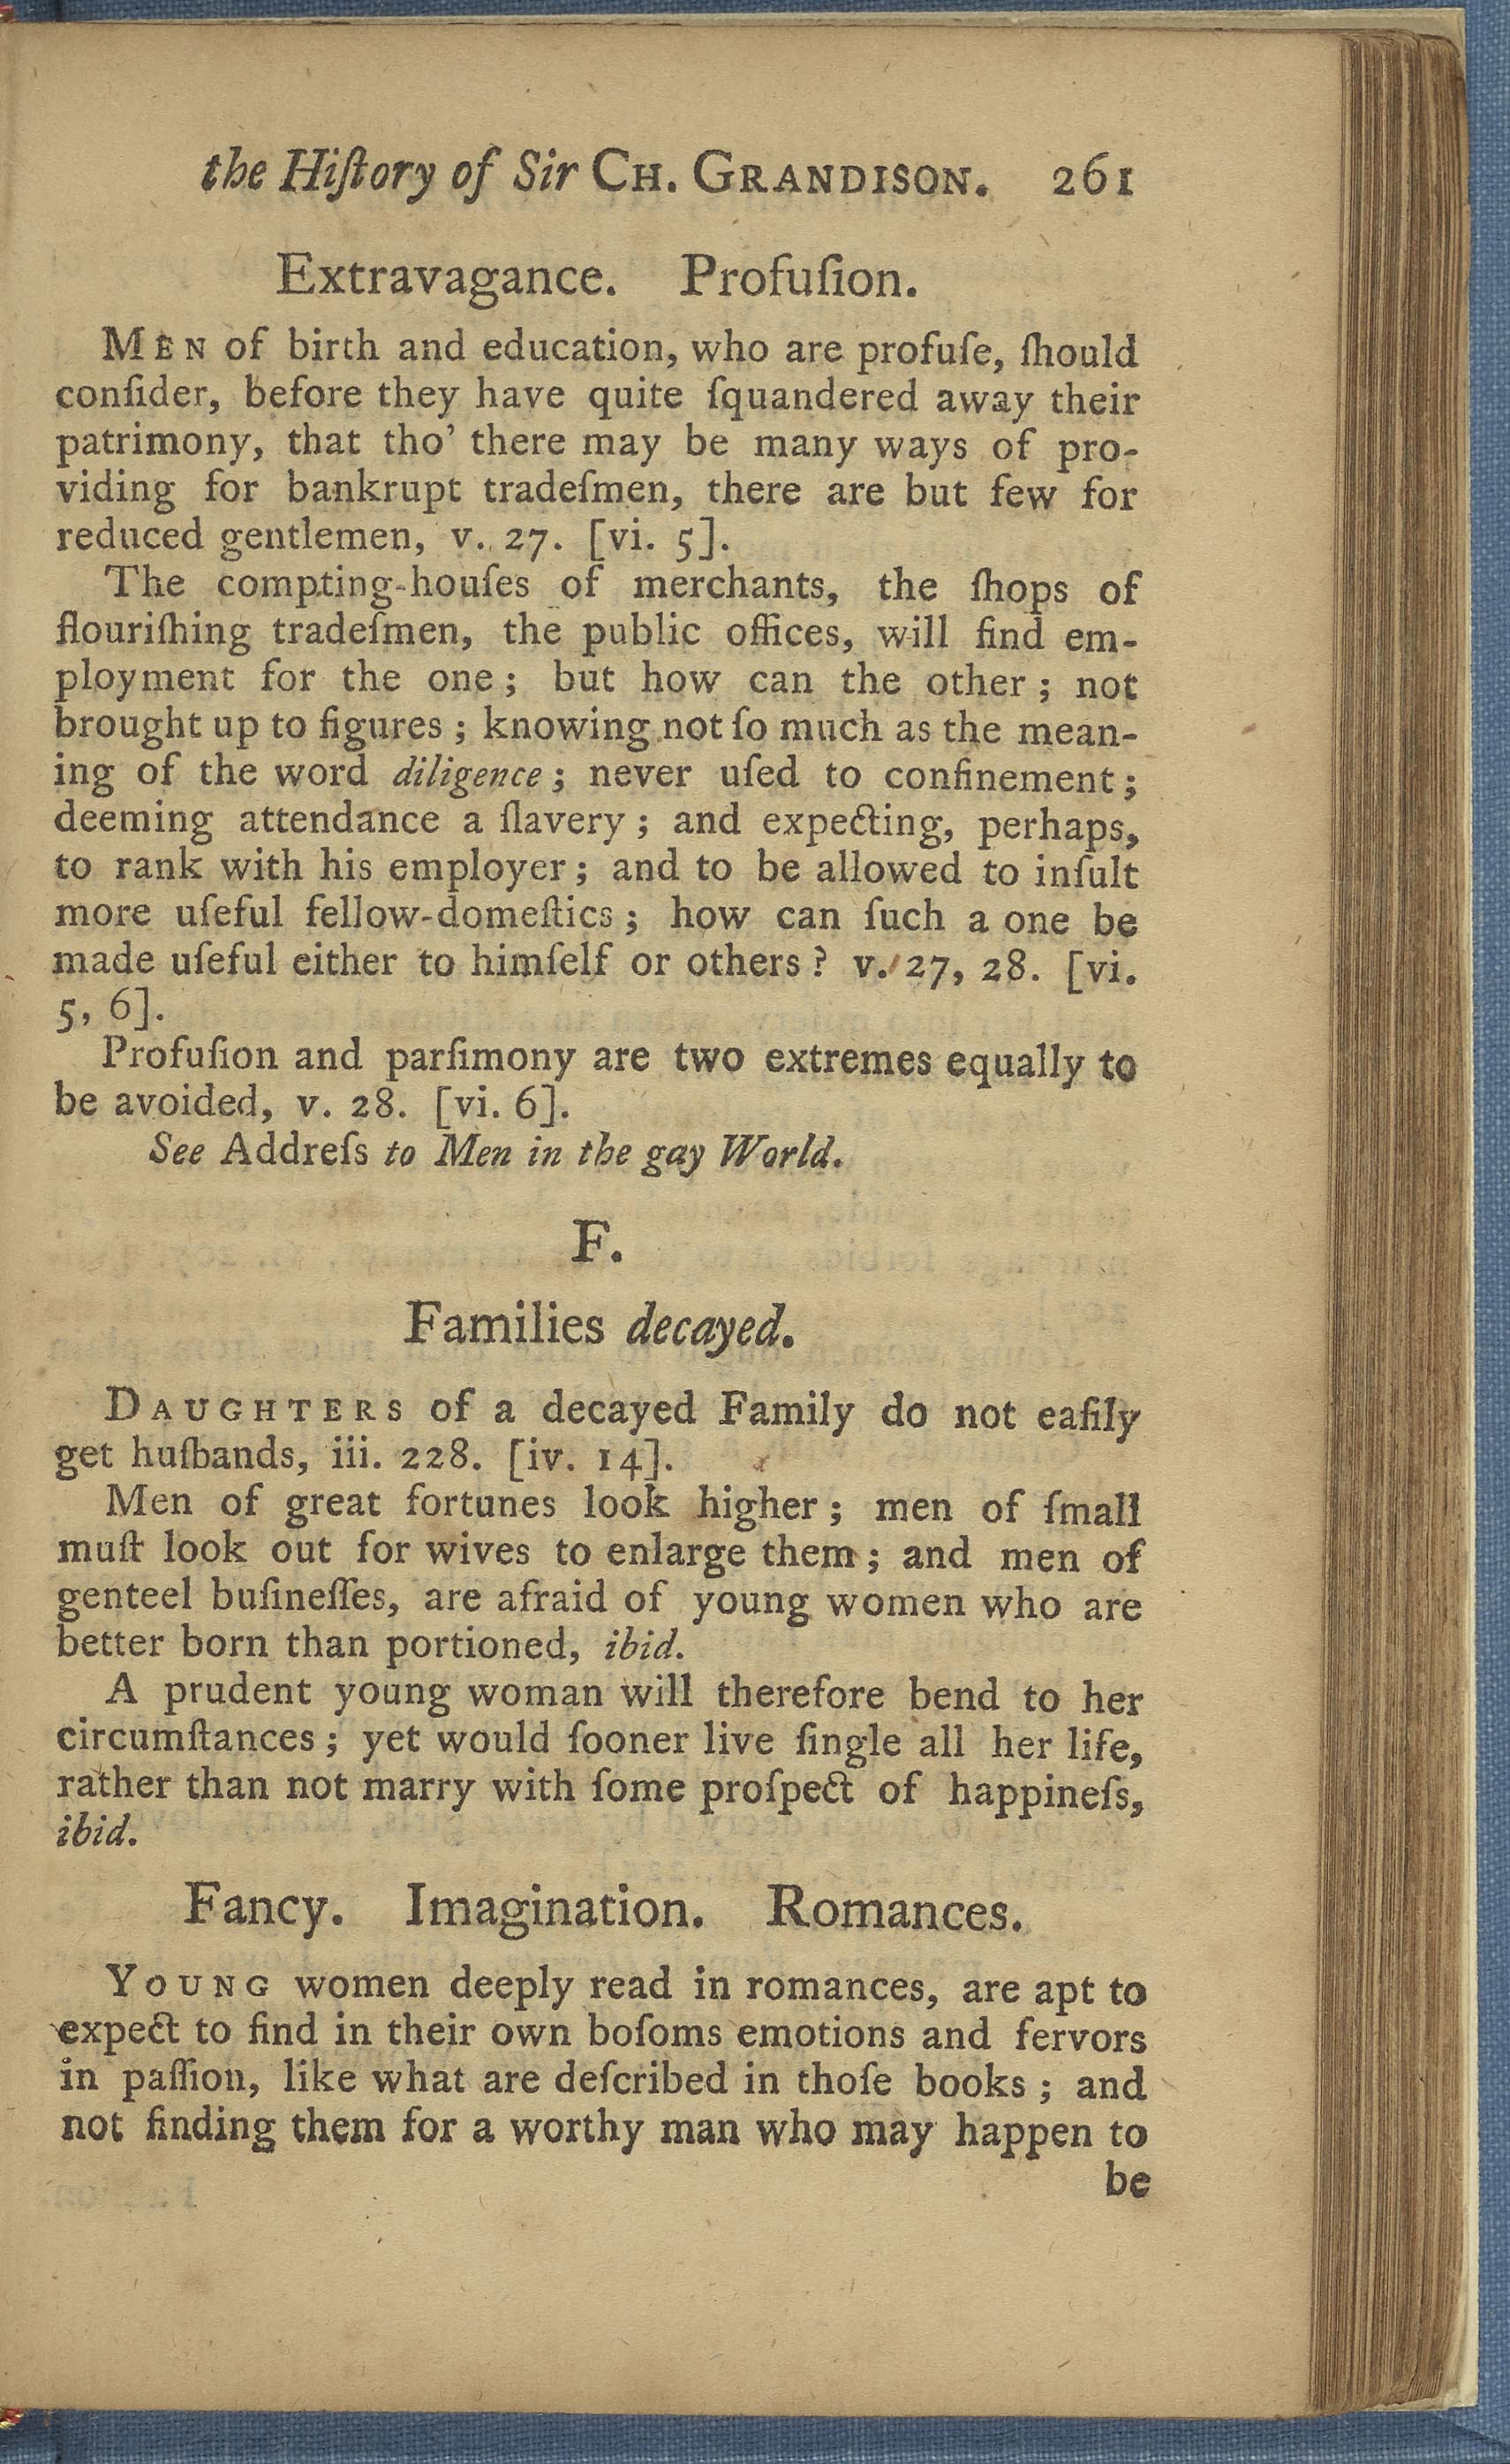 the Hiſtory of Sir CH. GRANDISON. 261
Extravagance. Profuſion.
MEN of birth and education, who are profuſe, ſhould
conſider, before they have quite ſquandered away their
patrimony, that tho' there may be many ways of pro-
viding for bankrupt tradeſmen, there are but few for
reduced gentlemen, v. 27. [vi. 5].
The compting-houſes of merchants, the ſhops of
flouriſhing tradeſmen, the public offices, will find em-
ployment for the one; but how can the other; not
brought up to figures; knowing not ſo much as the mean-
ing of the word diligence; never uſed to confinement;
deeming attendance a ſlavery; and expecting, perhaps,
to rank with his employer; and to be allowed to inſult
more uſeful fellow-domeſtics; how can ſuch a one be
made uſeful either to himſelf or others? v. 27, 28. [vi.
5, 6].
Profuſion and parſimony are two extremes equally to
be avoided, v. 28. [vi. 6].
See Addreſs to Men in the gay World.
F.
Families decayed.
DAUGHTERS of a decayed Family do not eaſily
get huſbands, iii. 228. [iv. 14].
Men of great fortunes look higher; men of ſmall
muſt look out for wives to enlarge them; and men of
genteel buſineſſes, are afraid of young women who are
better born than portioned, ibid.
A prudent young woman will therefore bend to her
circumſtances; yet would ſooner live ſingle all her life,
rather than not marry with ſome proſpect of happineſs,
ibid.
Fancy. Imagination. Romances.
YOUNG women deeply read in romances, are apt to
expect to find in their own boſoms emotions and fervors
in paſſion, like what are deſcribed in thoſe books; and
not finding them for a worthy man who may happen to
be